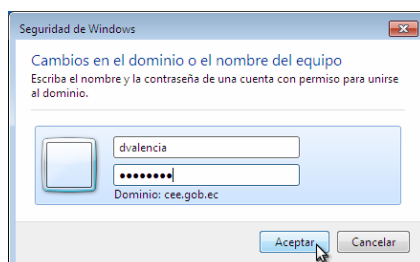 Seguridad de Windows
Cambios en el dominio o el nombre del equipo
Escriba el nombre y la contraseña de una cuenta con permiso para unirse
al dominio.
dvalencia
••••••••
Dominio: cee.gob.ec
Aceptar
Cancelar